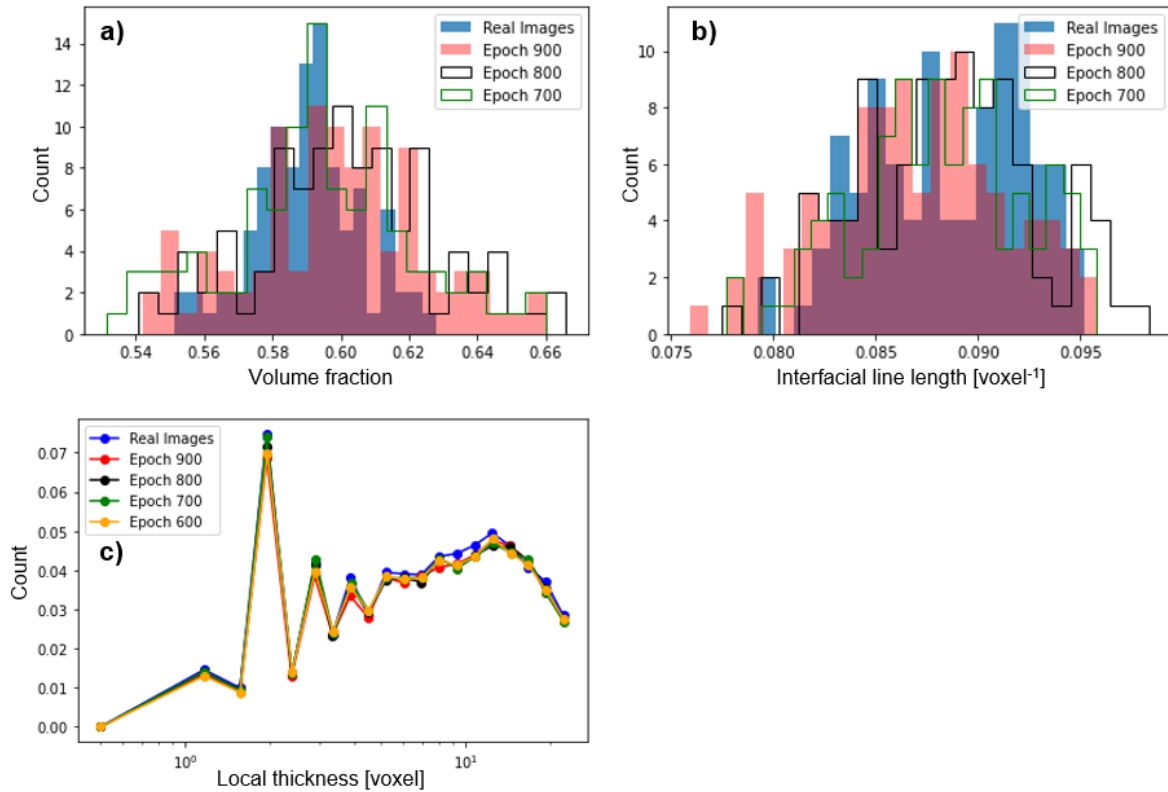 a)
Real Images
Epoch 900
Epoch 800
Epoch 700
14
12
10
8
6
4
2
0
Count
0.54 0.56 0.58 0.60 0.62 0.64 0.66
Volume fraction
b)
Real Images
Epoch 900
Epoch 800
Epoch 700
10
8
6
4
2
0
Count
0.075 0.080 0.085 0.090 0.095
Interfacial line length [voxel⁻¹]
Real Images
Epoch 900
Epoch 800
Epoch 700
Epoch 600
c)
0.07
0.06
0.05
0.04
0.03
0.02
0.01
0.00
Count
10⁰ 10¹
Local thickness [voxel]